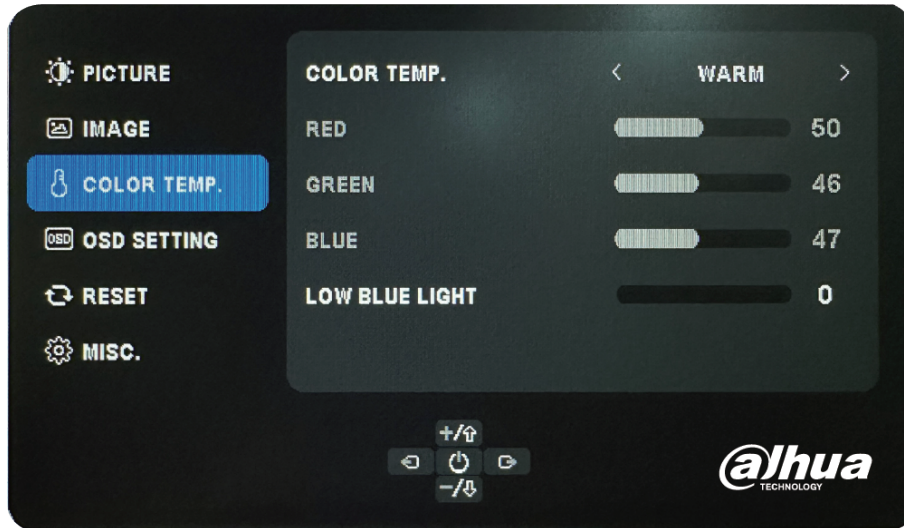 PICTURE
IMAGE
COLOR TEMP.
OSD OSD SETTING
RESET
MISC.
COLOR TEMP. < WARM >
RED 50
GREEN 46
BLUE 47
LOW BLUE LIGHT 0
+/⇧
−/⇩
alhua
TECHNOLOGY